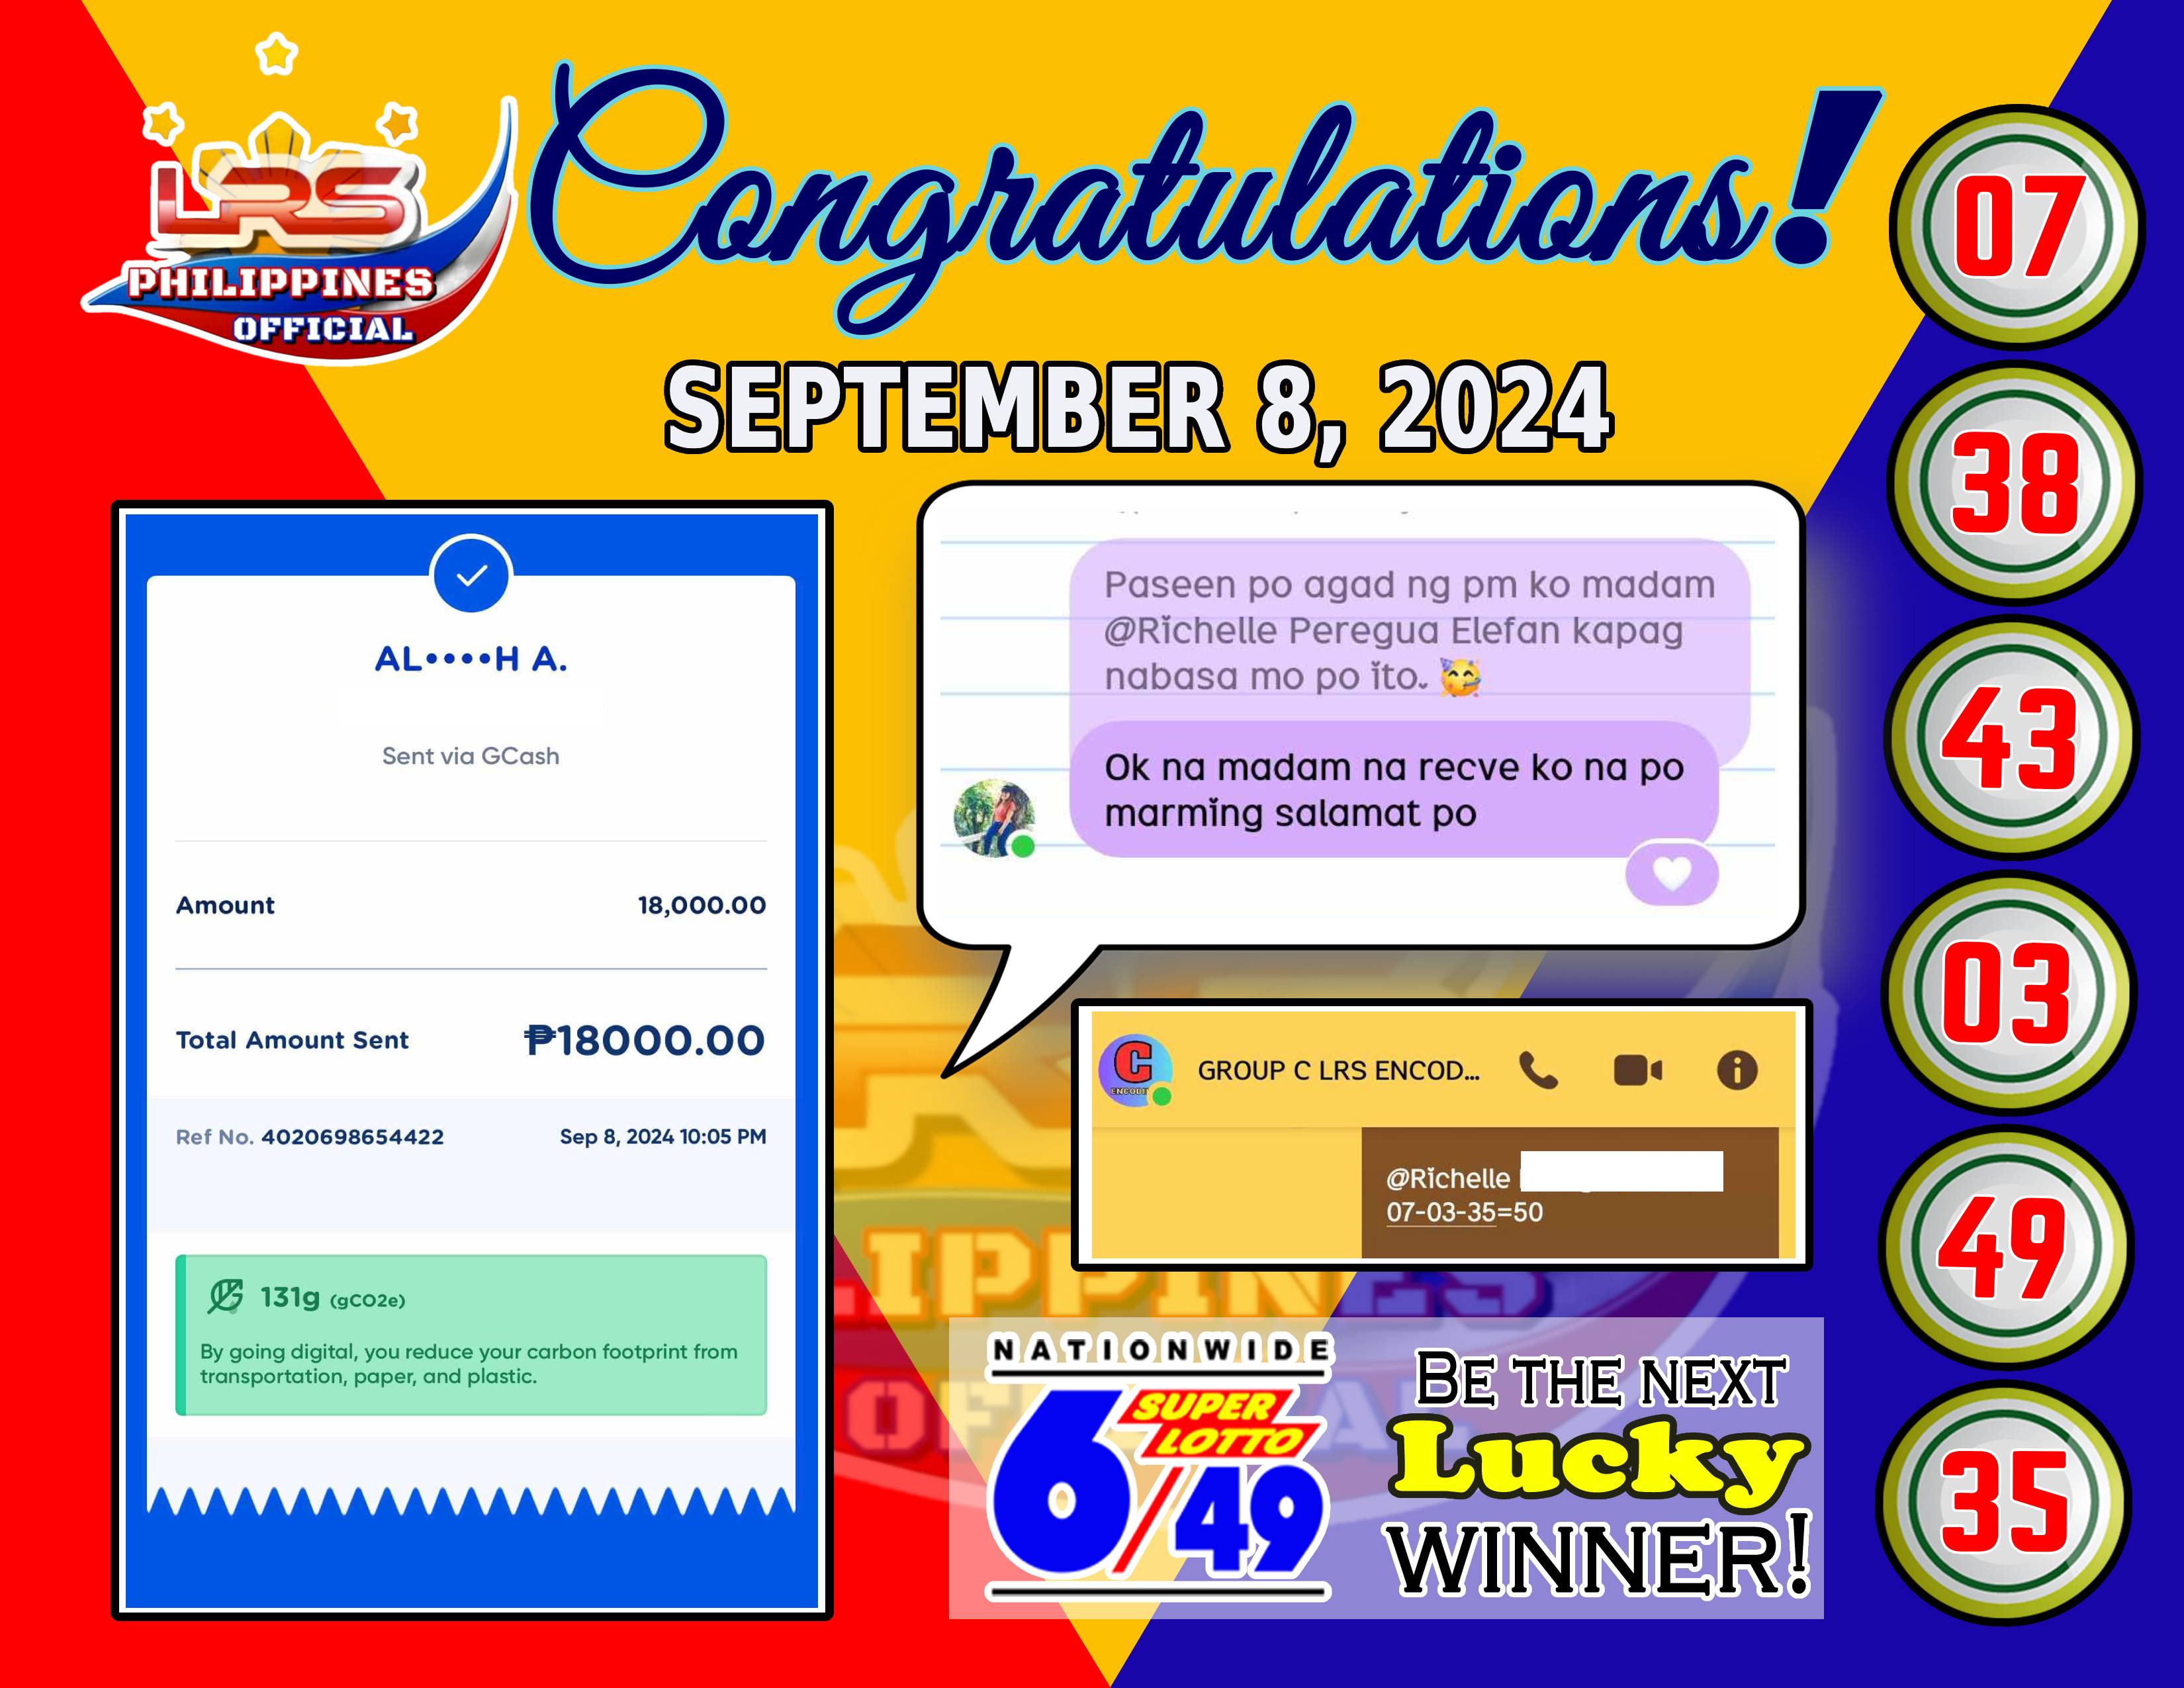 LRS
PHILIPPINES
OFFICIAL
Congratulations!
SEPTEMBER 8, 2024
AL••••H A.
Sent via GCash
Amount 18,000.00
Total Amount Sent ₱18000.00
Ref No. 4020698654422 Sep 8, 2024 10:05 PM
131g (gCO2e)
By going digital, you reduce your carbon footprint from
transportation, paper, and plastic.
Paseen po agad ng pm ko madam
@Richelle Peregua Elefan kapag
nabasa mo po ito. 🥳
Ok na madam na recve ko na po
marming salamat po
C
GROUP C LRS ENCOD...
@Richelle
07-03-35=50
NATIONWIDE
SUPER
LOTTO
6/49
BE THE NEXT
Lucky
WINNER!
07
38
43
03
49
35